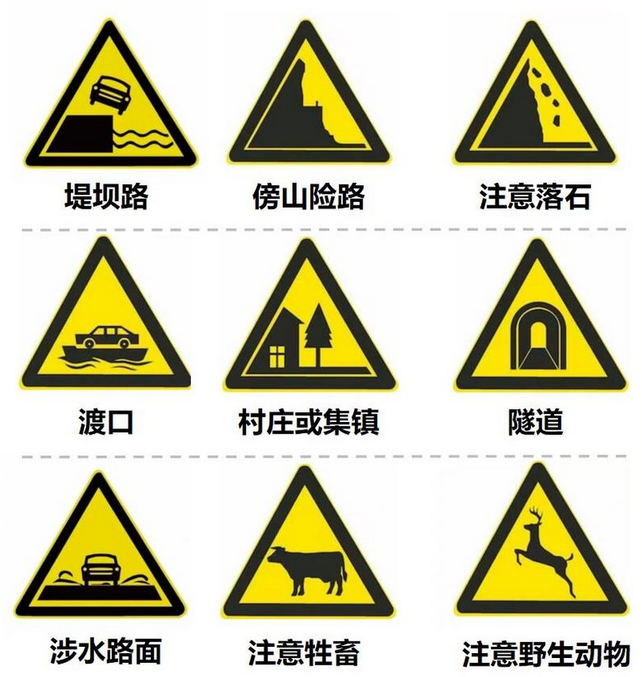 堤坝路
傍山险路
注意落石
渡口
村庄或集镇
隧道
涉水路面
注意牲畜
注意野生动物